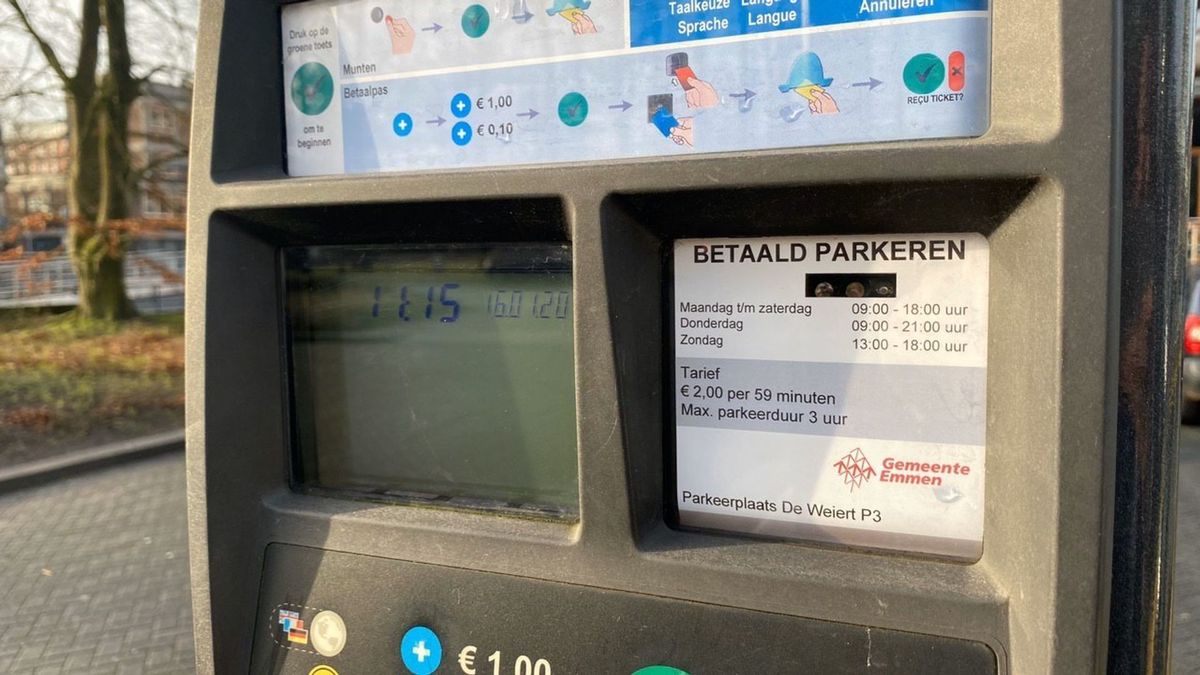 Druk op de
groene toets
om te
beginnen
Munten
Betaalpas
€ 1,00
€ 0,10
Taalkeuze
Sprache
Langue
Annuleren
REÇU TICKET?
11:15 16.01.20
BETAALD PARKEREN
Maandag t/m zaterdag 09:00 - 18:00 uur
Donderdag 09:00 - 21:00 uur
Zondag 13:00 - 18:00 uur
Tarief
€ 2,00 per 59 minuten
Max. parkeerduur 3 uur
Gemeente
Emmen
Parkeerplaats De Weiert P3
€ 1,00